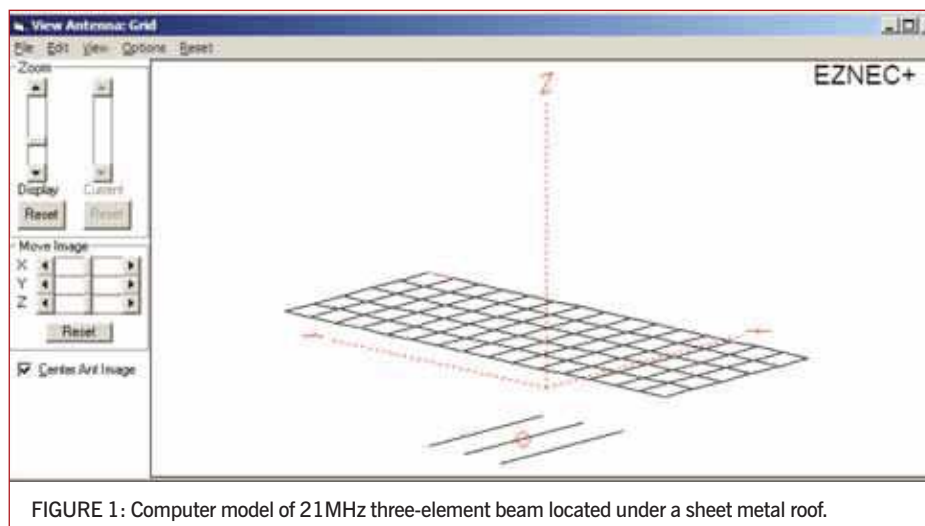 View Antenna: Grid
File Edit View Options Reset
EZNEC+
Zoom
Z
Display Current
Reset Reset
Move Image
X
Y
Z
Reset
Center Ant Image
FIGURE 1: Computer model of 21MHz three-element beam located under a sheet metal roof.